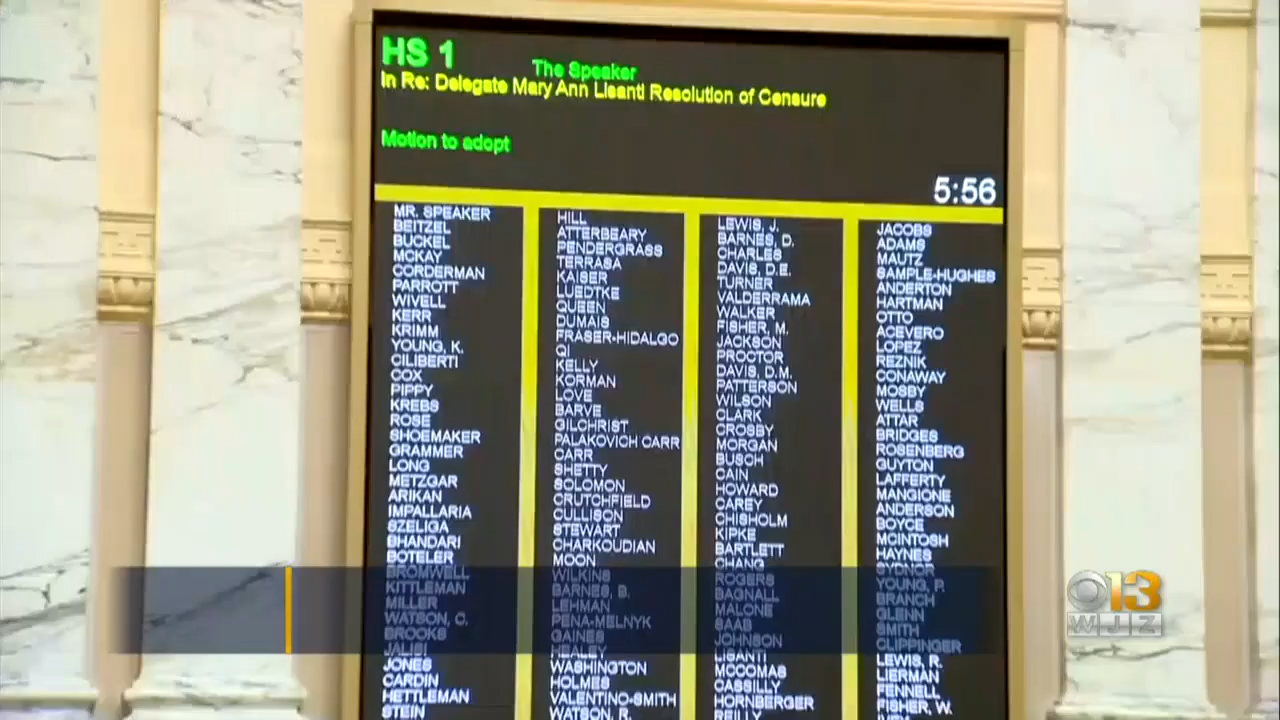 HS 1
The Speaker
In Re: Delegate Mary Ann Lisanti Resolution of Censure
Motion to adopt
5:56
MR. SPEAKER
BEITZEL
BUCKEL
MCKAY
CORDERMAN
PARROTT
WIVELL
KERR
KRIMM
YOUNG, K.
CILIBERTI
COX
PIPPY
KREBS
ROSE
SHOEMAKER
GRAMMER
LONG
METZGAR
ARIKAN
IMPALLARIA
SZELIGA
BHANDARI
BOTELER
BROMWELL
KITTLEMAN
MILLER
WATSON, C.
BROOKS
JALISI
JONES
CARDIN
HETTLEMAN
STEIN
HILL
ATTERBEARY
PENDERGRASS
TERRASA
KAISER
LUEDTKE
QUEEN
DUMAIS
FRASER-HIDALGO
QI
KELLY
KORMAN
LOVE
BARVE
GILCHRIST
PALAKOVICH CARR
CARR
SHETTY
SOLOMON
CRUTCHFIELD
CULLISON
STEWART
CHARKOUDIAN
MOON
WILKINS
BARNES, B.
LEHMAN
PENA-MELNYK
GAINES
HEALEY
WASHINGTON
HOLMES
VALENTINO-SMITH
WATSON, R.
LEWIS, J.
BARNES, D.
CHARLES
DAVIS, D.E.
TURNER
VALDERRAMA
WALKER
FISHER, M.
JACKSON
PROCTOR
DAVIS, D.M.
PATTERSON
WILSON
CLARK
CROSBY
MORGAN
BUSCH
CAIN
HOWARD
CAREY
CHISHOLM
KIPKE
BARTLETT
CHANG
ROGERS
BAGNALL
MALONE
SAAB
JOHNSON
LISANTI
MCCOMAS
CASSILLY
HORNBERGER
REILLY
JACOBS
ADAMS
MAUTZ
SAMPLE-HUGHES
ANDERTON
HARTMAN
OTTO
ACEVERO
LOPEZ
REZNIK
CONAWAY
MOSBY
WELLS
ATTAR
BRIDGES
ROSENBERG
GUYTON
LAFFERTY
MANGIONE
ANDERSON
BOYCE
MCINTOSH
HAYNES
SYDNOR
YOUNG, P.
BRANCH
GLENN
SMITH
CLIPPINGER
LEWIS, R.
LIERMAN
FENNELL
FISHER, W.
IVEY
13
WJZ